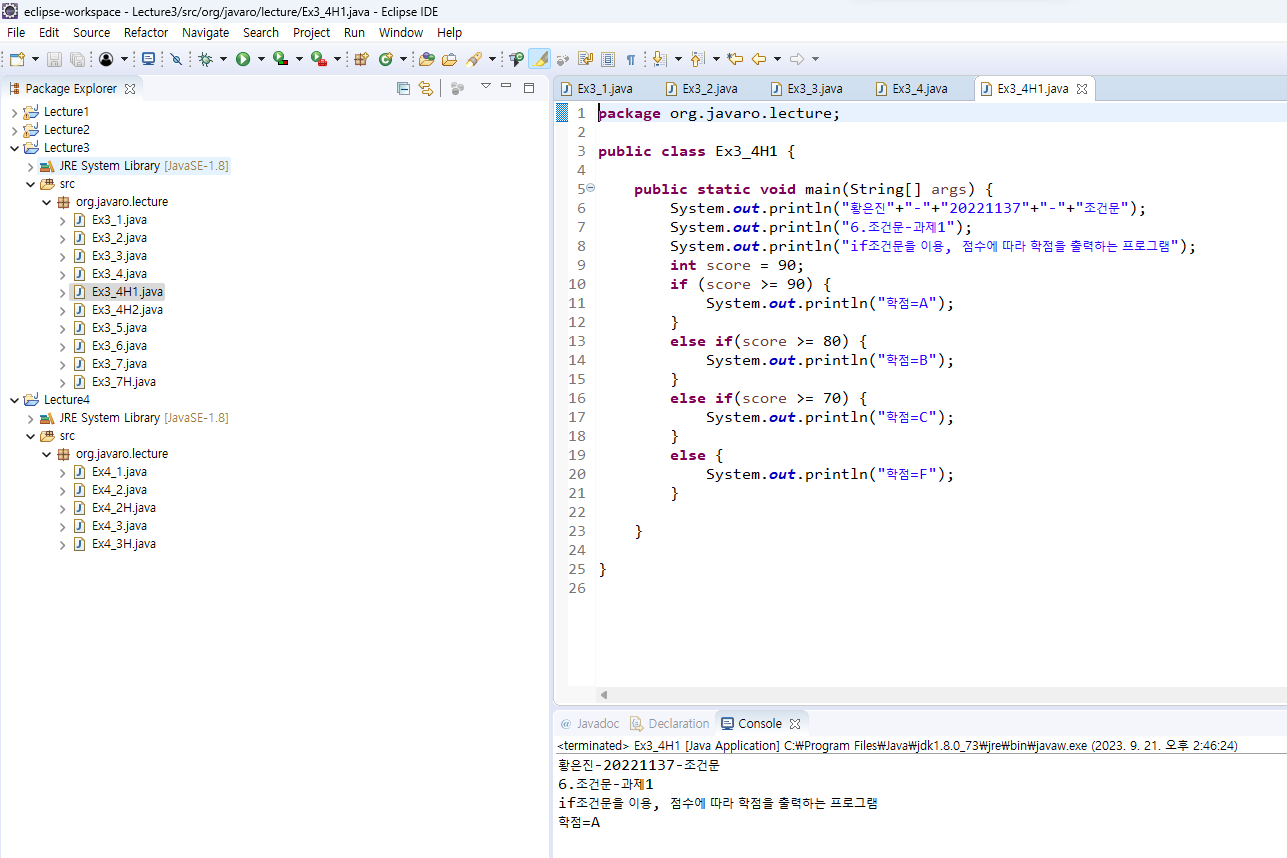 eclipse-workspace - Lecture3/src/org/javaro/lecture/Ex3_4H1.java - Eclipse IDE
File Edit Source Refactor Navigate Search Project Run Window Help
Package Explorer
Lecture1
Lecture2
Lecture3
JRE System Library [JavaSE-1.8]
src
org.javaro.lecture
Ex3_1.java
Ex3_2.java
Ex3_3.java
Ex3_4.java
Ex3_4H1.java
Ex3_4H2.java
Ex3_5.java
Ex3_6.java
Ex3_7.java
Ex3_7H.java
Lecture4
JRE System Library [JavaSE-1.8]
src
org.javaro.lecture
Ex4_1.java
Ex4_2.java
Ex4_2H.java
Ex4_3.java
Ex4_3H.java
Ex3_1.java Ex3_2.java Ex3_3.java Ex3_4.java Ex3_4H1.java
1 package org.javaro.lecture;
2
3 public class Ex3_4H1 {
4
5 public static void main(String[] args) {
6 System.out.println("황은진"+"-"+"20221137"+"-"+"조건문");
7 System.out.println("6.조건문-과제1");
8 System.out.println("if조건문을 이용, 점수에 따라 학점을 출력하는 프로그램");
9 int score = 90;
10 if (score >= 90) {
11 System.out.println("학점=A");
12 }
13 else if(score >= 80) {
14 System.out.println("학점=B");
15 }
16 else if(score >= 70) {
17 System.out.println("학점=C");
18 }
19 else {
20 System.out.println("학점=F");
21 }
22
23 }
24
25 }
26
@ Javadoc Declaration Console
<terminated> Ex3_4H1 [Java Application] C:₩Program Files₩Java₩jdk1.8.0_73₩jre₩bin₩javaw.exe (2023. 9. 21. 오후 2:46:24)
황은진-20221137-조건문
6.조건문-과제1
if조건문을 이용, 점수에 따라 학점을 출력하는 프로그램
학점=A